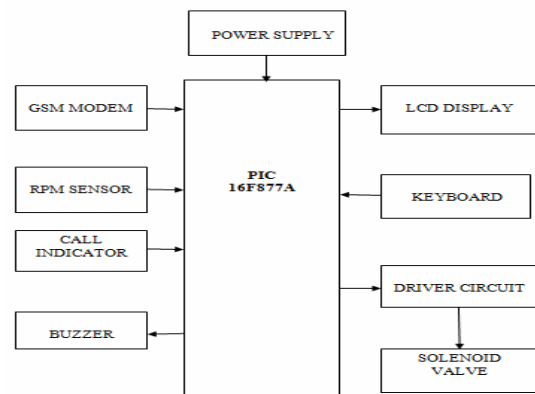 POWER SUPPLY
GSM MODEM
LCD DISPLAY
PIC
16F877A
RPM SENSOR
KEYBOARD
CALL
INDICATOR
DRIVER CIRCUIT
BUZZER
SOLENOID
VALVE